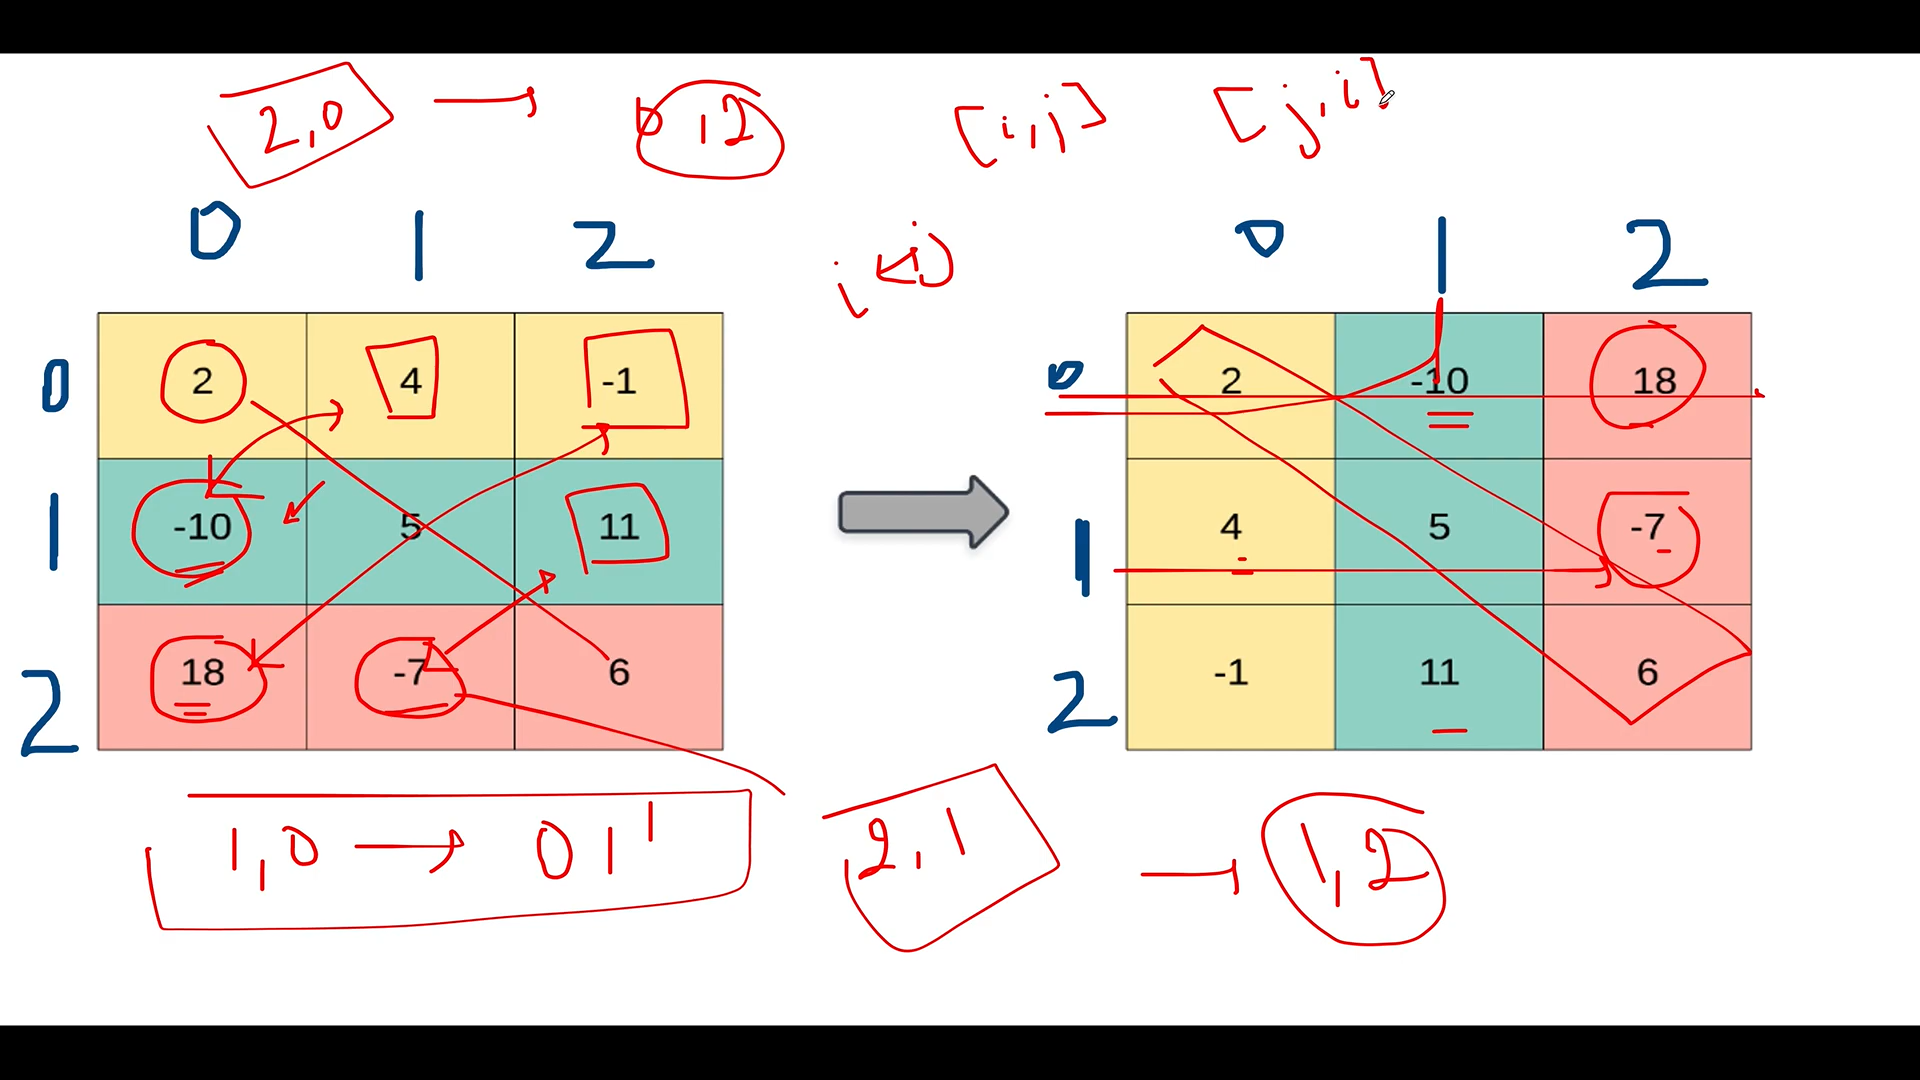 2,0 → 0,2 [i,j] [j,i]
0 1 2 0 1 2
0 2 4 -1 0 2 -10 18
1 -10 5 11 1 4 5 -7
2 18 -7 6 2 -1 11 6
1,0 → 0 1 2,1 → 1,2